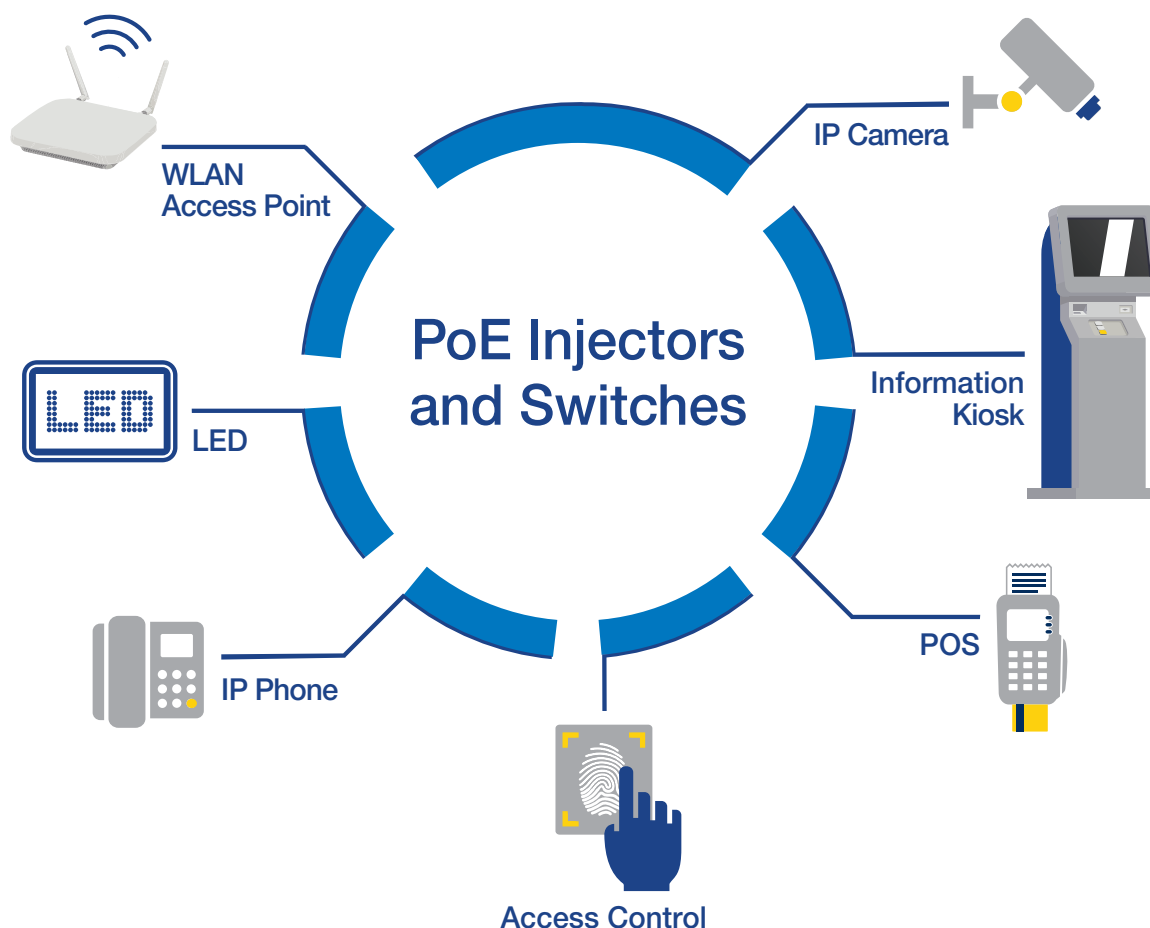 PoE Injectors
and Switches
IP Camera
Information
Kiosk
POS
Access Control
IP Phone
LED
LED
WLAN
Access Point